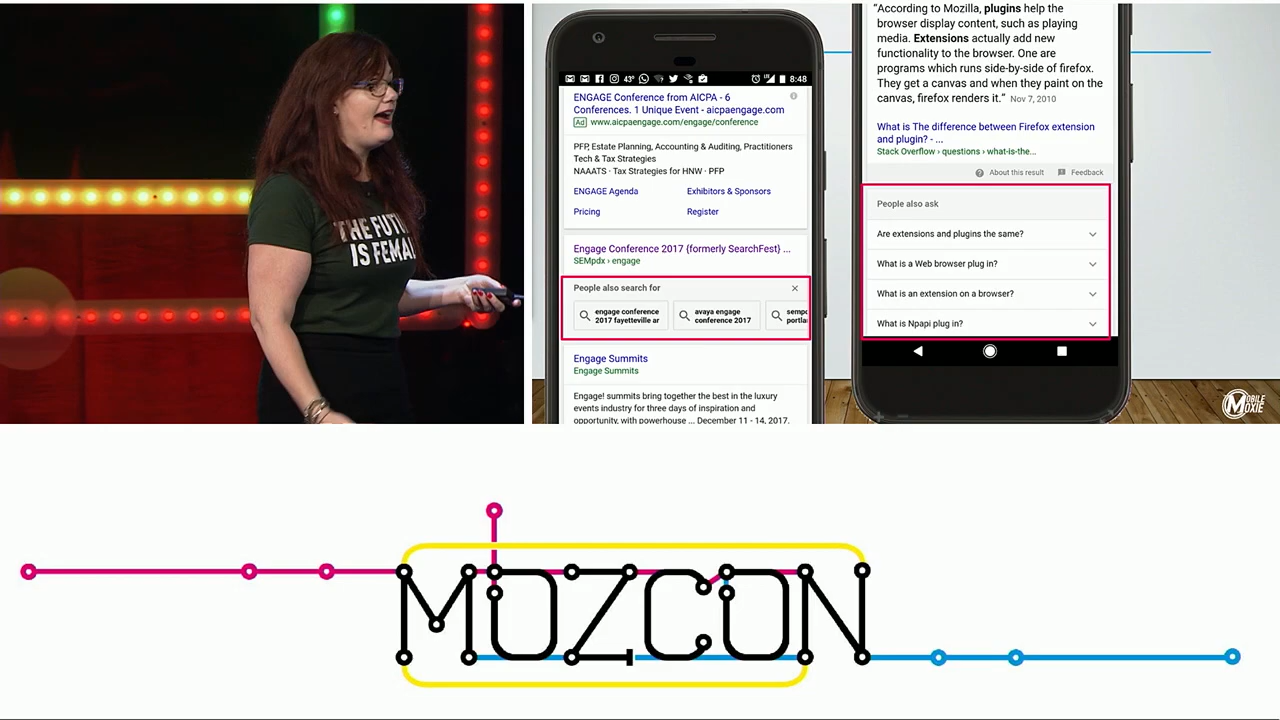 THE FUTU
IS FEMA
43° 8:48
ENGAGE Conference from AICPA - 6
Conferences. 1 Unique Event - aicpaengage.com
Ad www.aicpaengage.com/engage/conference
PFP, Estate Planning, Accounting & Auditing, Practitioners
Tech & Tax Strategies
NAAATS · Tax Strategies for HNW · PFP
ENGAGE Agenda Exhibitors & Sponsors
Pricing Register
Engage Conference 2017 {formerly SearchFest} ...
SEMpdx › engage
People also search for
engage conference
2017 fayetteville ar
avaya engage
conference 2017
sempd
portlan
Engage Summits
Engage Summits
Engage! summits bring together the best in the luxury
events industry for three days of inspiration and
opportunity, with powerhouse ... December 11 - 14, 2017.
“According to Mozilla, plugins help the
browser display content, such as playing
media. Extensions actually add new
functionality to the browser. One are
programs which runs side-by-side of firefox.
They get a canvas and when they paint on the
canvas, firefox renders it.” Nov 7, 2010
What is The difference between Firefox extension
and plugin? - ...
Stack Overflow › questions › what-is-the...
About this result Feedback
People also ask
Are extensions and plugins the same?
What is a Web browser plug in?
What is an extension on a browser?
What is Npapi plug in?
MOBILE
MOXIE
MOZCON